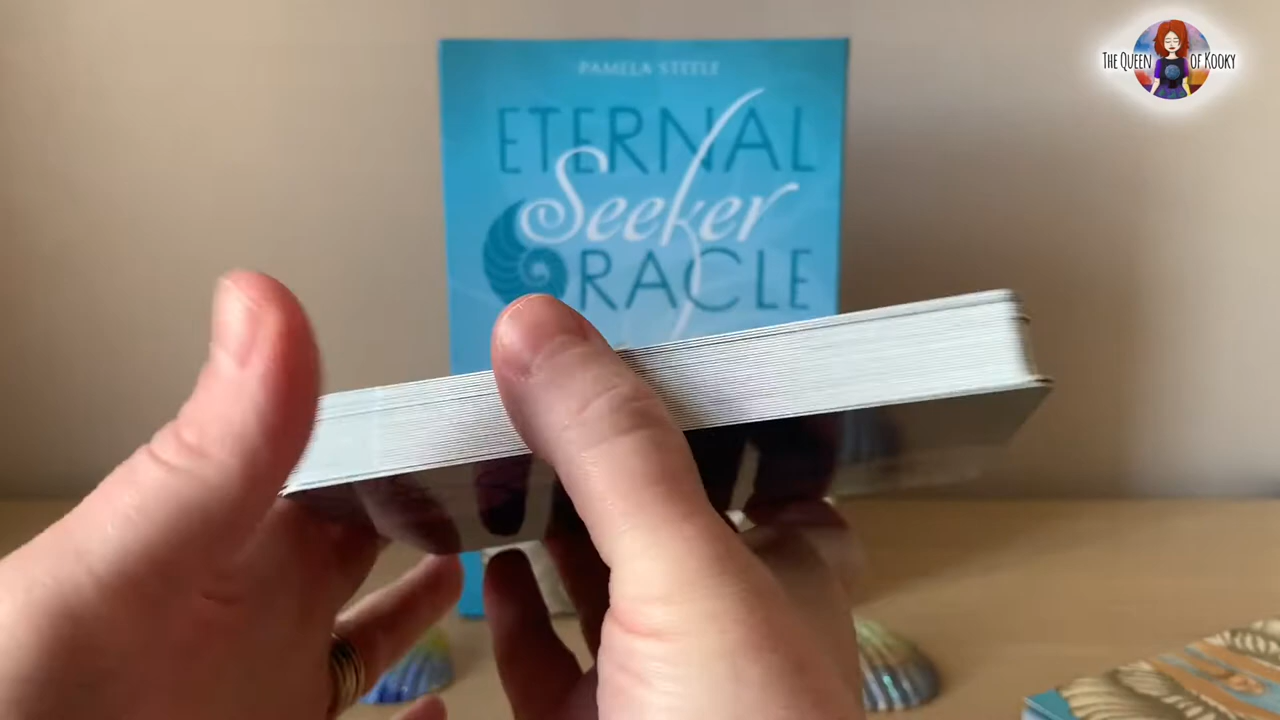 PAMELA STEELE
ETERNAL
Seeker
ORACLE
THE QUEEN OF KOOKY